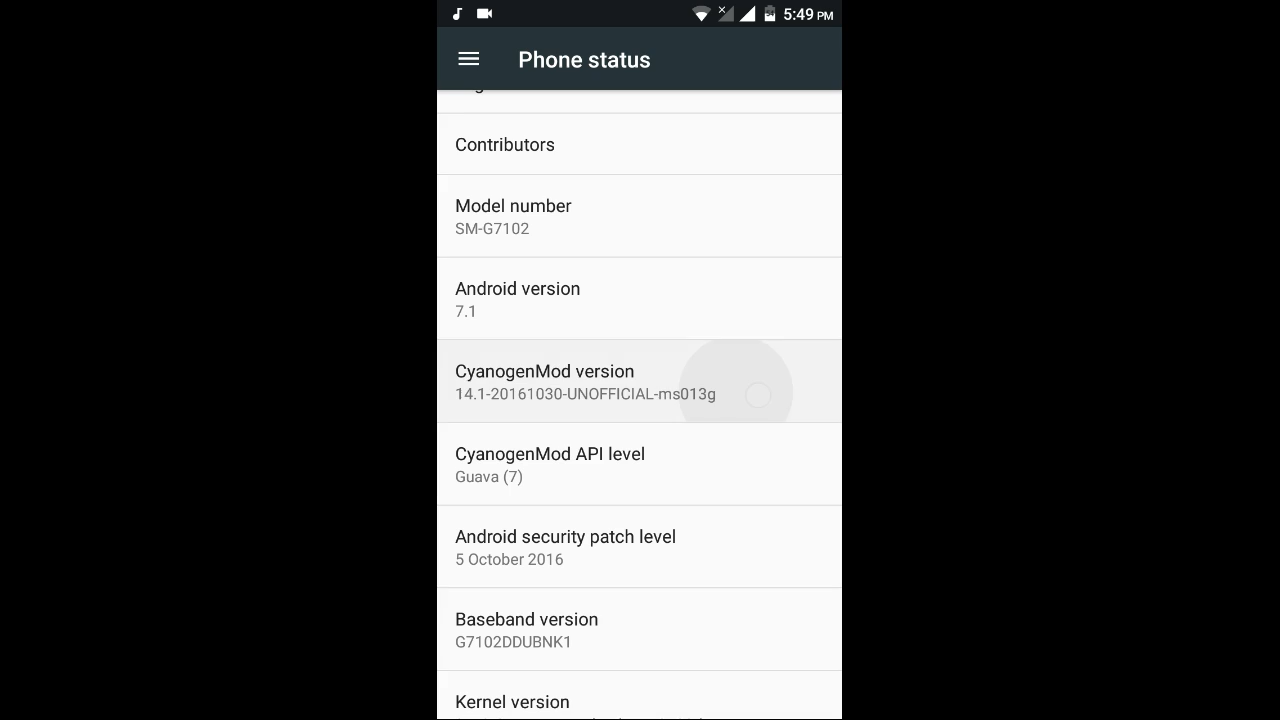 5:49 PM
Phone status
Contributors
Model number
SM-G7102
Android version
7.1
CyanogenMod version
14.1-20161030-UNOFFICIAL-ms013g
CyanogenMod API level
Guava (7)
Android security patch level
5 October 2016
Baseband version
G7102DDUBNK1
Kernel version